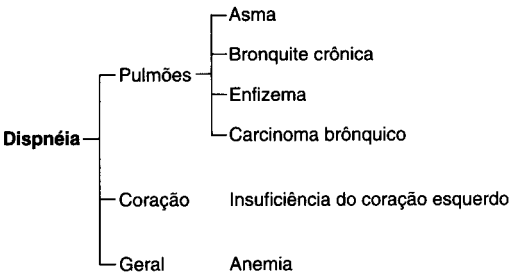 Asma
Bronquite crônica
Pulmões
Enfizema
Carcinoma brônquico
Dispnéia
Coração Insuficiência do coração esquerdo
Geral Anemia